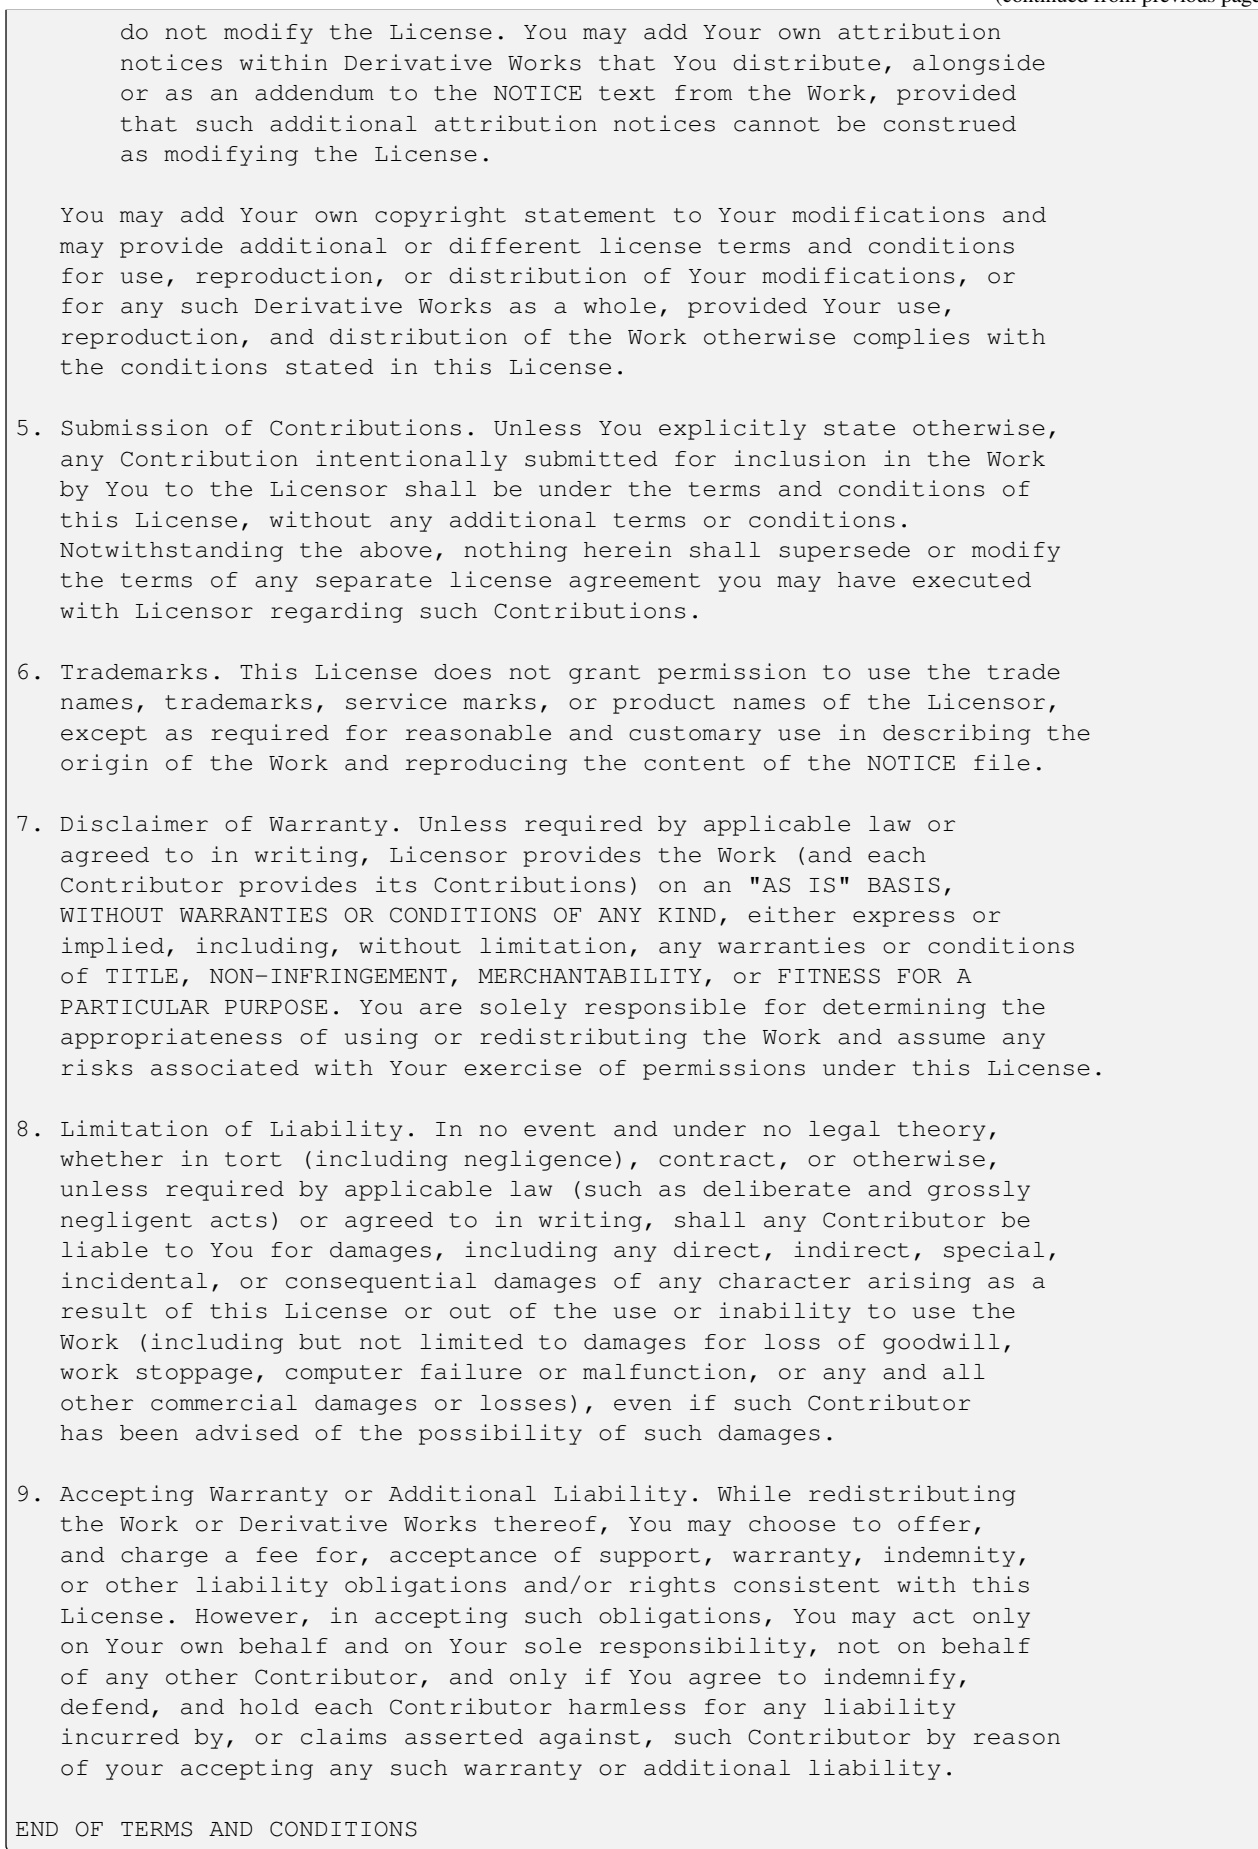 (continued from previous page
do not modify the License. You may add Your own attribution
notices within Derivative Works that You distribute, alongside
or as an addendum to the NOTICE text from the Work, provided
that such additional attribution notices cannot be construed
as modifying the License.
You may add Your own copyright statement to Your modifications and
may provide additional or different license terms and conditions
for use, reproduction, or distribution of Your modifications, or
for any such Derivative Works as a whole, provided Your use,
reproduction, and distribution of the Work otherwise complies with
the conditions stated in this License.
5. Submission of Contributions. Unless You explicitly state otherwise,
any Contribution intentionally submitted for inclusion in the Work
by You to the Licensor shall be under the terms and conditions of
this License, without any additional terms or conditions.
Notwithstanding the above, nothing herein shall supersede or modify
the terms of any separate license agreement you may have executed
with Licensor regarding such Contributions.
6. Trademarks. This License does not grant permission to use the trade
names, trademarks, service marks, or product names of the Licensor,
except as required for reasonable and customary use in describing the
origin of the Work and reproducing the content of the NOTICE file.
7. Disclaimer of Warranty. Unless required by applicable law or
agreed to in writing, Licensor provides the Work (and each
Contributor provides its Contributions) on an "AS IS" BASIS,
WITHOUT WARRANTIES OR CONDITIONS OF ANY KIND, either express or
implied, including, without limitation, any warranties or conditions
of TITLE, NON-INFRINGEMENT, MERCHANTABILITY, or FITNESS FOR A
PARTICULAR PURPOSE. You are solely responsible for determining the
appropriateness of using or redistributing the Work and assume any
risks associated with Your exercise of permissions under this License.
8. Limitation of Liability. In no event and under no legal theory,
whether in tort (including negligence), contract, or otherwise,
unless required by applicable law (such as deliberate and grossly
negligent acts) or agreed to in writing, shall any Contributor be
liable to You for damages, including any direct, indirect, special,
incidental, or consequential damages of any character arising as a
result of this License or out of the use or inability to use the
Work (including but not limited to damages for loss of goodwill,
work stoppage, computer failure or malfunction, or any and all
other commercial damages or losses), even if such Contributor
has been advised of the possibility of such damages.
9. Accepting Warranty or Additional Liability. While redistributing
the Work or Derivative Works thereof, You may choose to offer,
and charge a fee for, acceptance of support, warranty, indemnity,
or other liability obligations and/or rights consistent with this
License. However, in accepting such obligations, You may act only
on Your own behalf and on Your sole responsibility, not on behalf
of any other Contributor, and only if You agree to indemnify,
defend, and hold each Contributor harmless for any liability
incurred by, or claims asserted against, such Contributor by reason
of your accepting any such warranty or additional liability.
END OF TERMS AND CONDITIONS